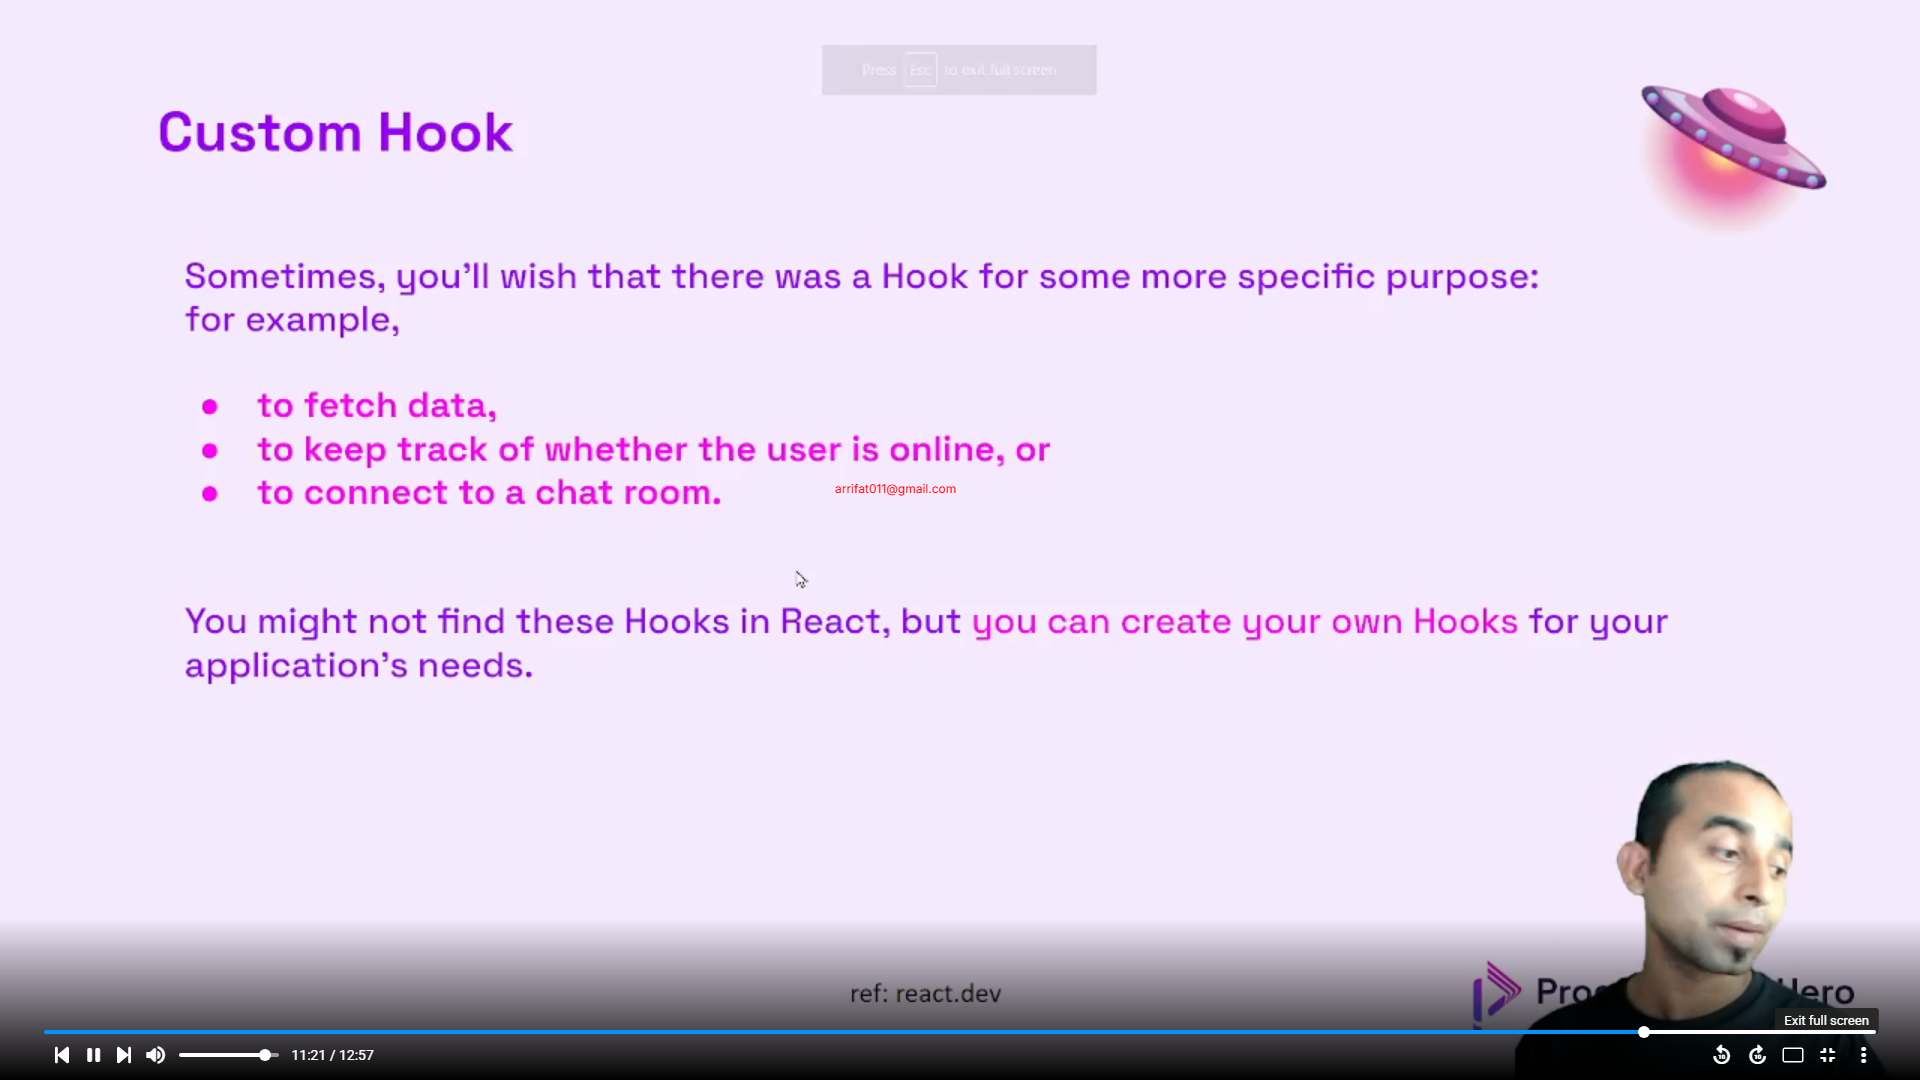 Press Esc to exit full screen
Custom Hook
Sometimes, you'll wish that there was a Hook for some more specific purpose:
for example,
● to fetch data,
● to keep track of whether the user is online, or
● to connect to a chat room.
arrifat011@gmail.com
You might not find these Hooks in React, but you can create your own Hooks for your
application's needs.
ref: react.dev
Exit full screen
11:21 / 12:57
10
10